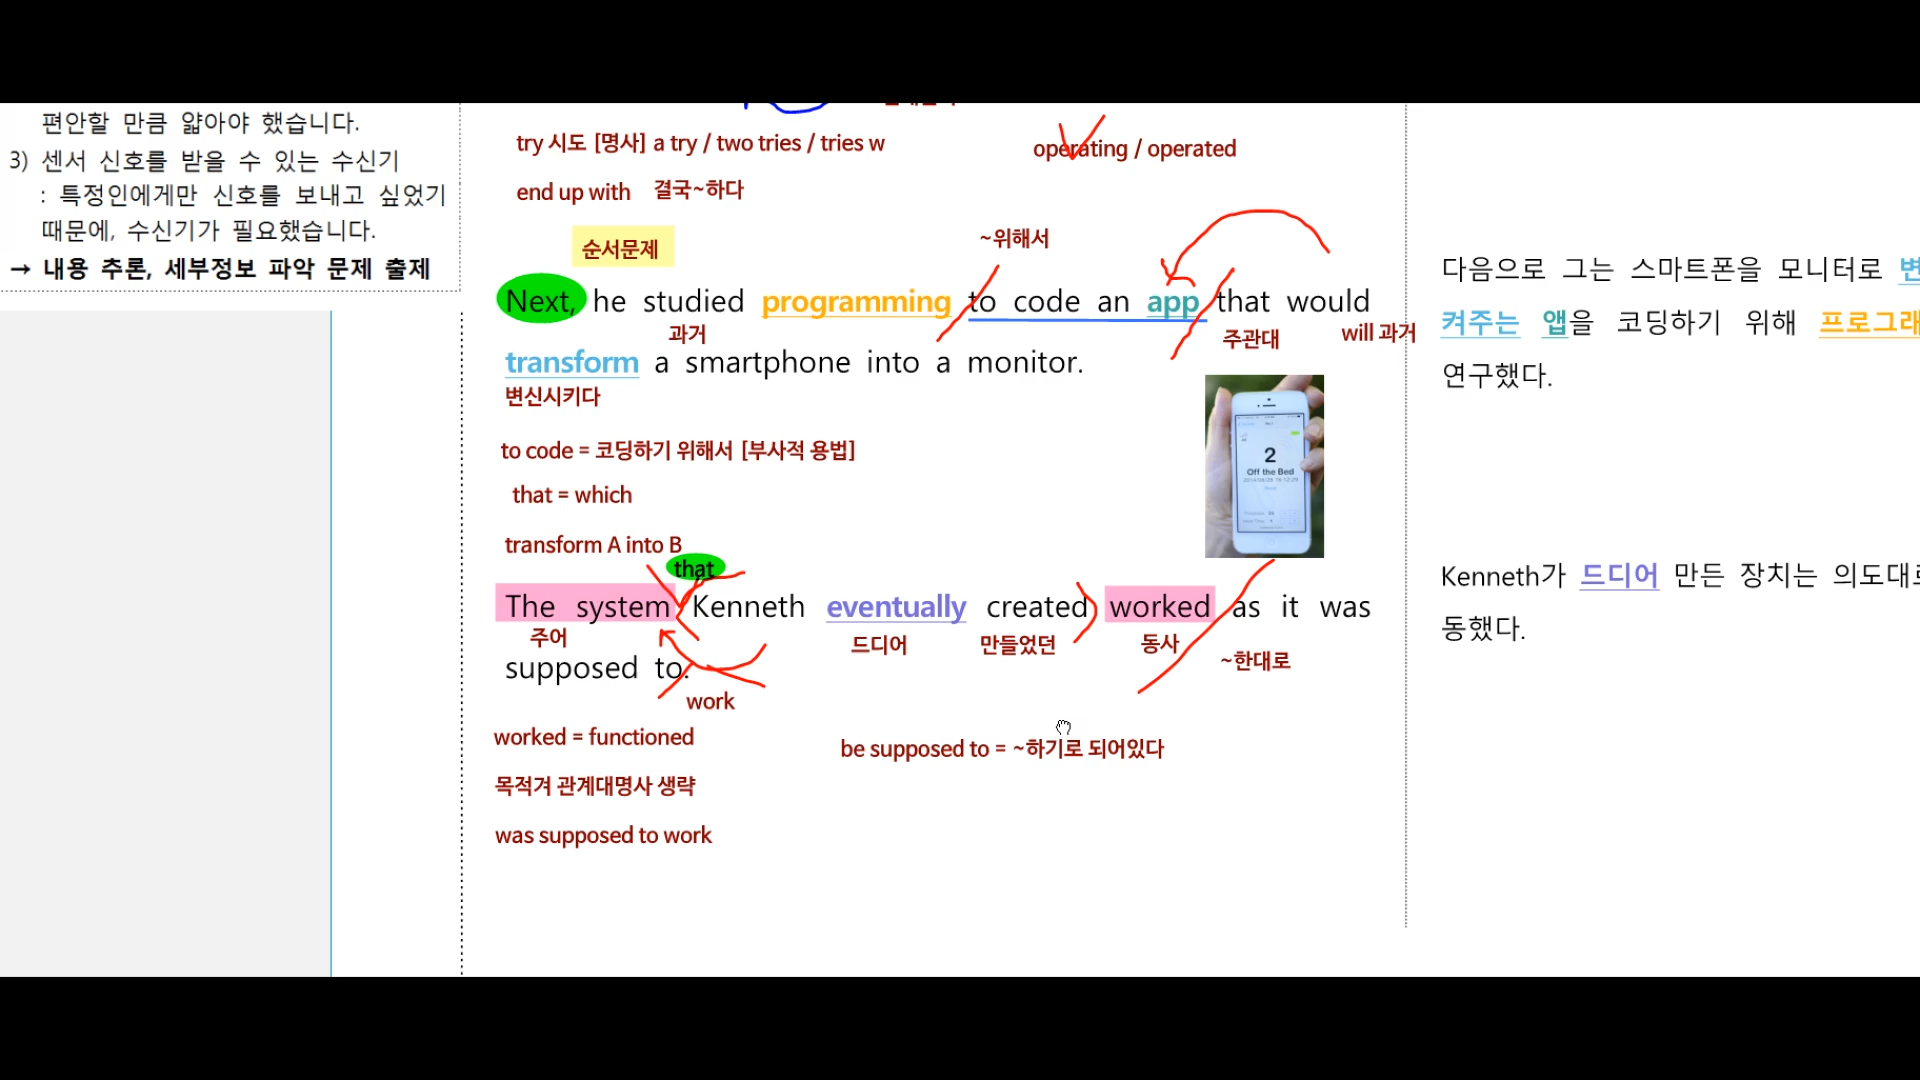 편안할 만큼 얇아야 했습니다.
3) 센서 신호를 받을 수 있는 수신기
: 특정인에게만 신호를 보내고 싶었기
때문에, 수신기가 필요했습니다.
→ 내용 추론, 세부정보 파악 문제 출제
try 시도 [명사] a try / two tries / tries w
operating / operated
end up with 결국~하다
순서문제
~위해서
Next, he studied programming to code an app that would
과거
주관대
will 과거
transform a smartphone into a monitor.
변신시키다
to code = 코딩하기 위해서 [부사적 용법]
that = which
2
Off the Bed
transform A into B
that
The system Kenneth eventually created worked as it was
주어
드디어
만들었던
동사
~한대로
supposed to.
work
worked = functioned
be supposed to = ~하기로 되어있다
목적겨 관계대명사 생략
was supposed to work
다음으로 그는 스마트폰을 모니터로 변
켜주는 앱을 코딩하기 위해 프로그래
연구했다.
Kenneth가 드디어 만든 장치는 의도대로
동했다.